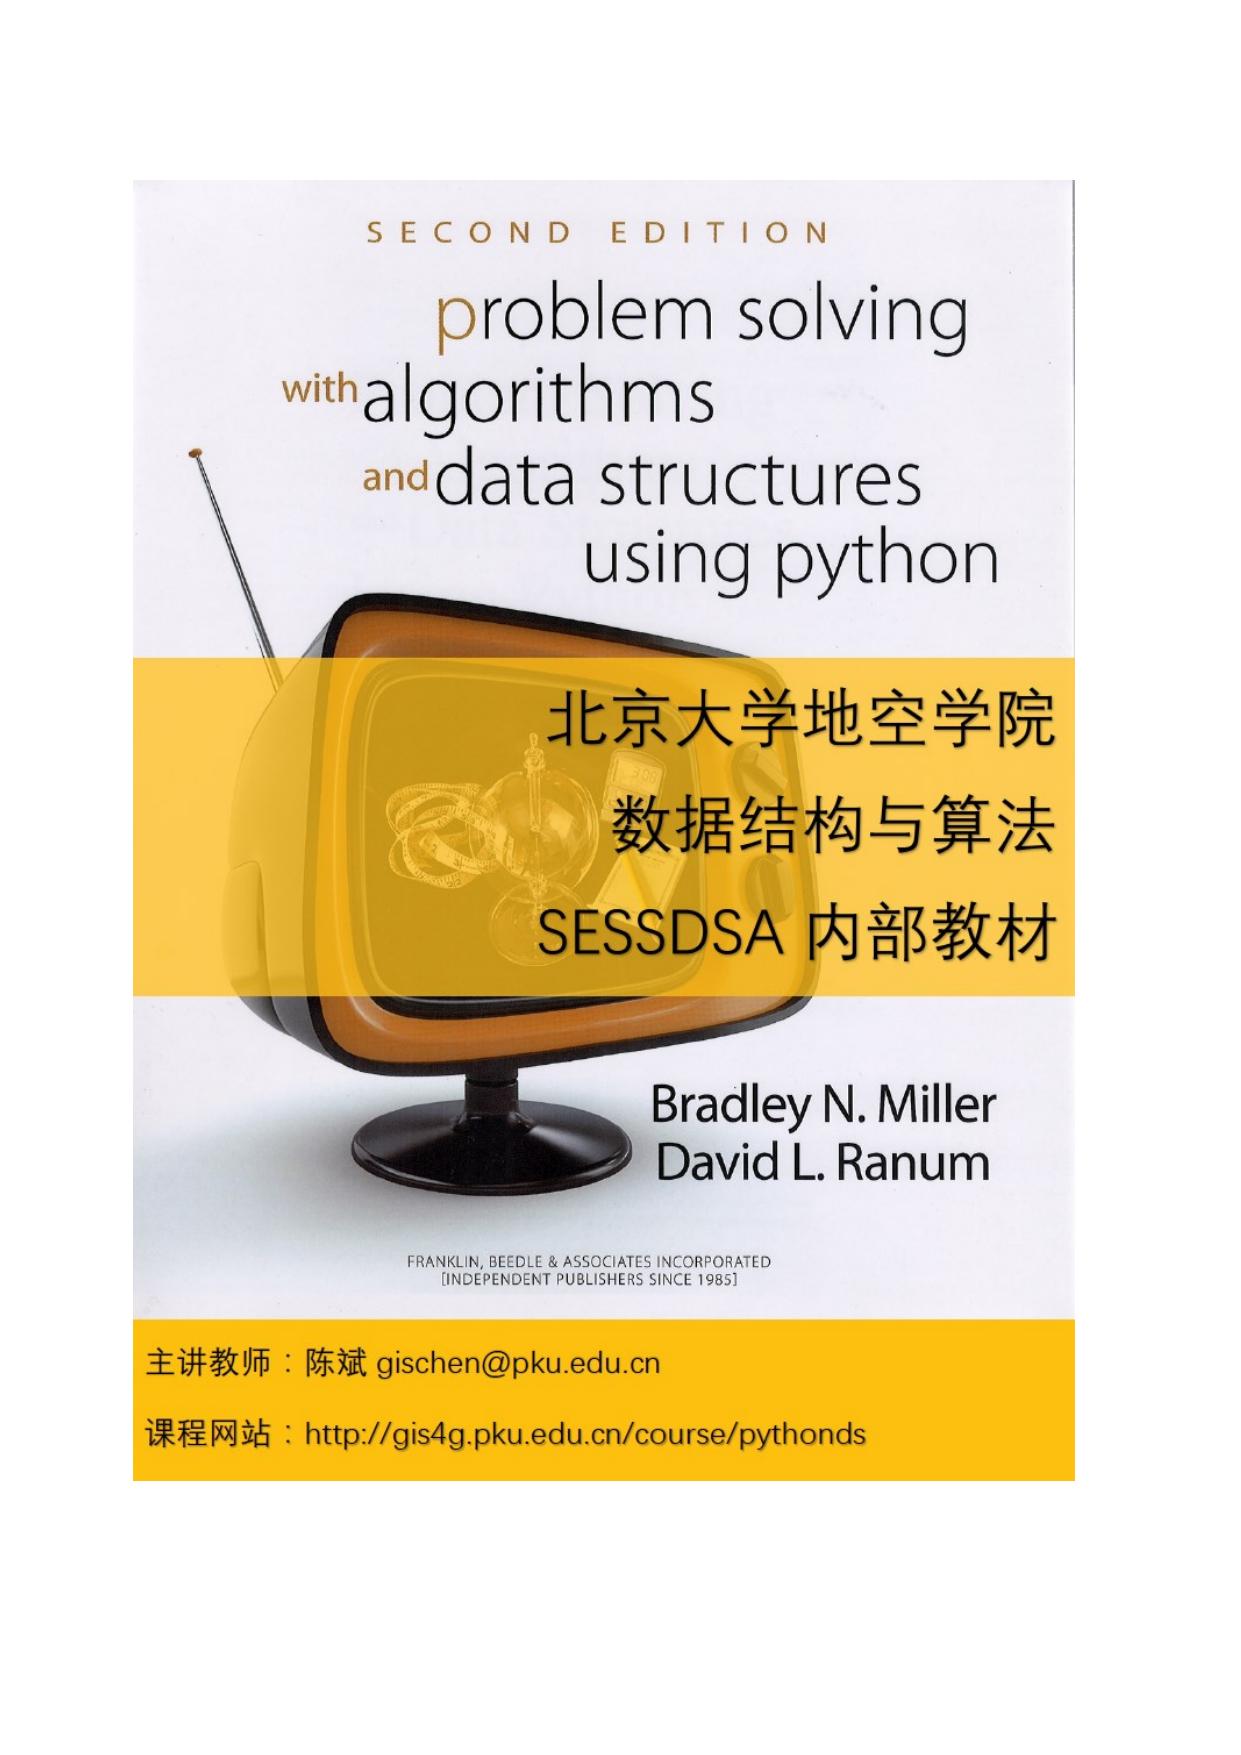 SECOND EDITION
problem solving
with algorithms
and data structures
using python
北京大学地空学院
数据结构与算法
SESSDSA 内部教材
Bradley N. Miller
David L. Ranum
FRANKLIN, BEEDLE & ASSOCIATES INCORPORATED
[INDEPENDENT PUBLISHERS SINCE 1985]
主讲教师：陈斌 gischen@pku.edu.cn
课程网站：http://gis4g.pku.edu.cn/course/pythonds